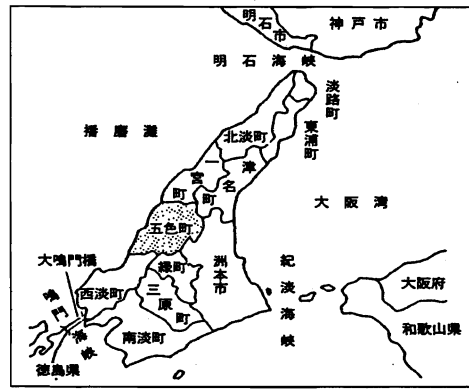 明石市
神戸市
明石海峡
淡路町
東浦町
播磨灘
北淡町
一宮町
津名町
大阪湾
五色町
大鳴門橋
緑町
洲本市
紀淡海峡
西淡町
三原町
大阪府
鳴門海峡
南淡町
和歌山県
徳島県